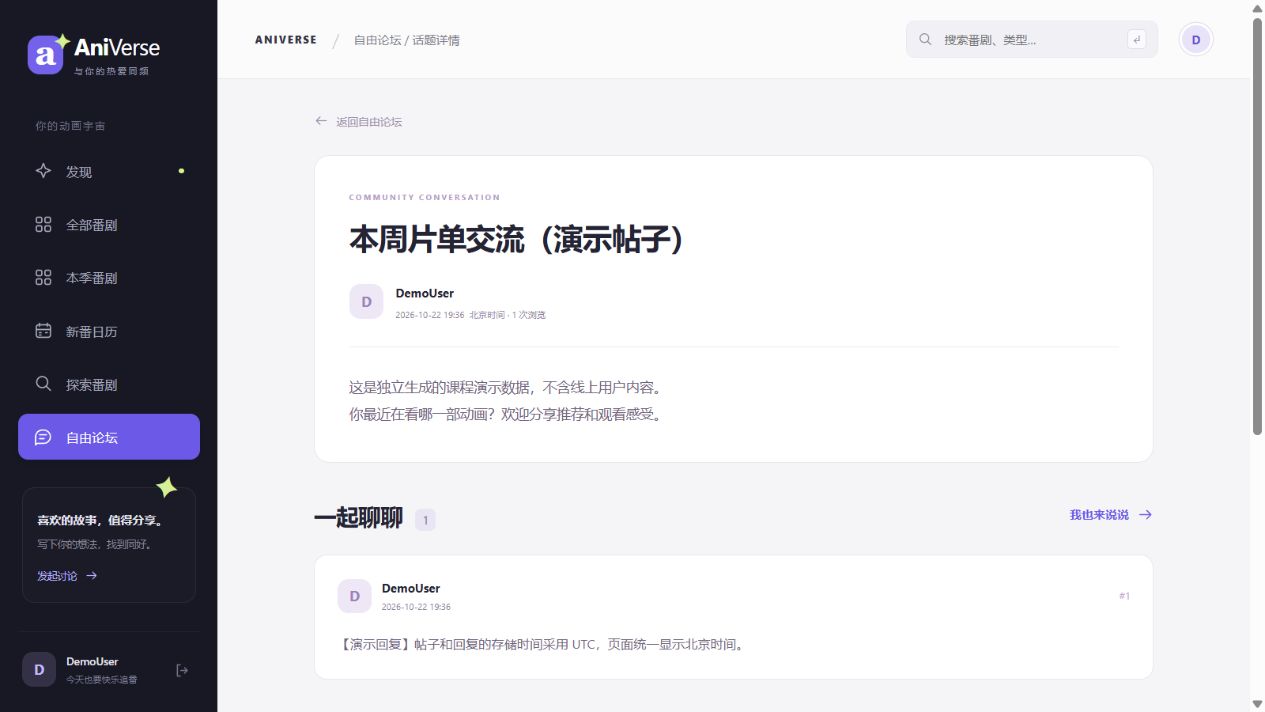 a AniVerse
与你的热爱同频
你的动画宇宙
发现
全部番剧
本季番剧
新番日历
探索番剧
自由论坛
喜欢的故事，值得分享。
写下你的想法，找到同好。
发起讨论 →
D DemoUser
今天也要快乐追番
ANIVERSE / 自由论坛 / 话题详情
搜索番剧、类型...
D
← 返回自由论坛
COMMUNITY CONVERSATION
本周片单交流（演示帖子）
D DemoUser
2026-10-22 19:36 北京时间 · 1 次浏览
这是独立生成的课程演示数据，不含线上用户内容。
你最近在看哪一部动画？欢迎分享推荐和观看感受。
一起聊聊 1
我也来说说 →
D DemoUser
2026-10-22 19:36
#1
【演示回复】帖子和回复的存储时间采用 UTC，页面统一显示北京时间。